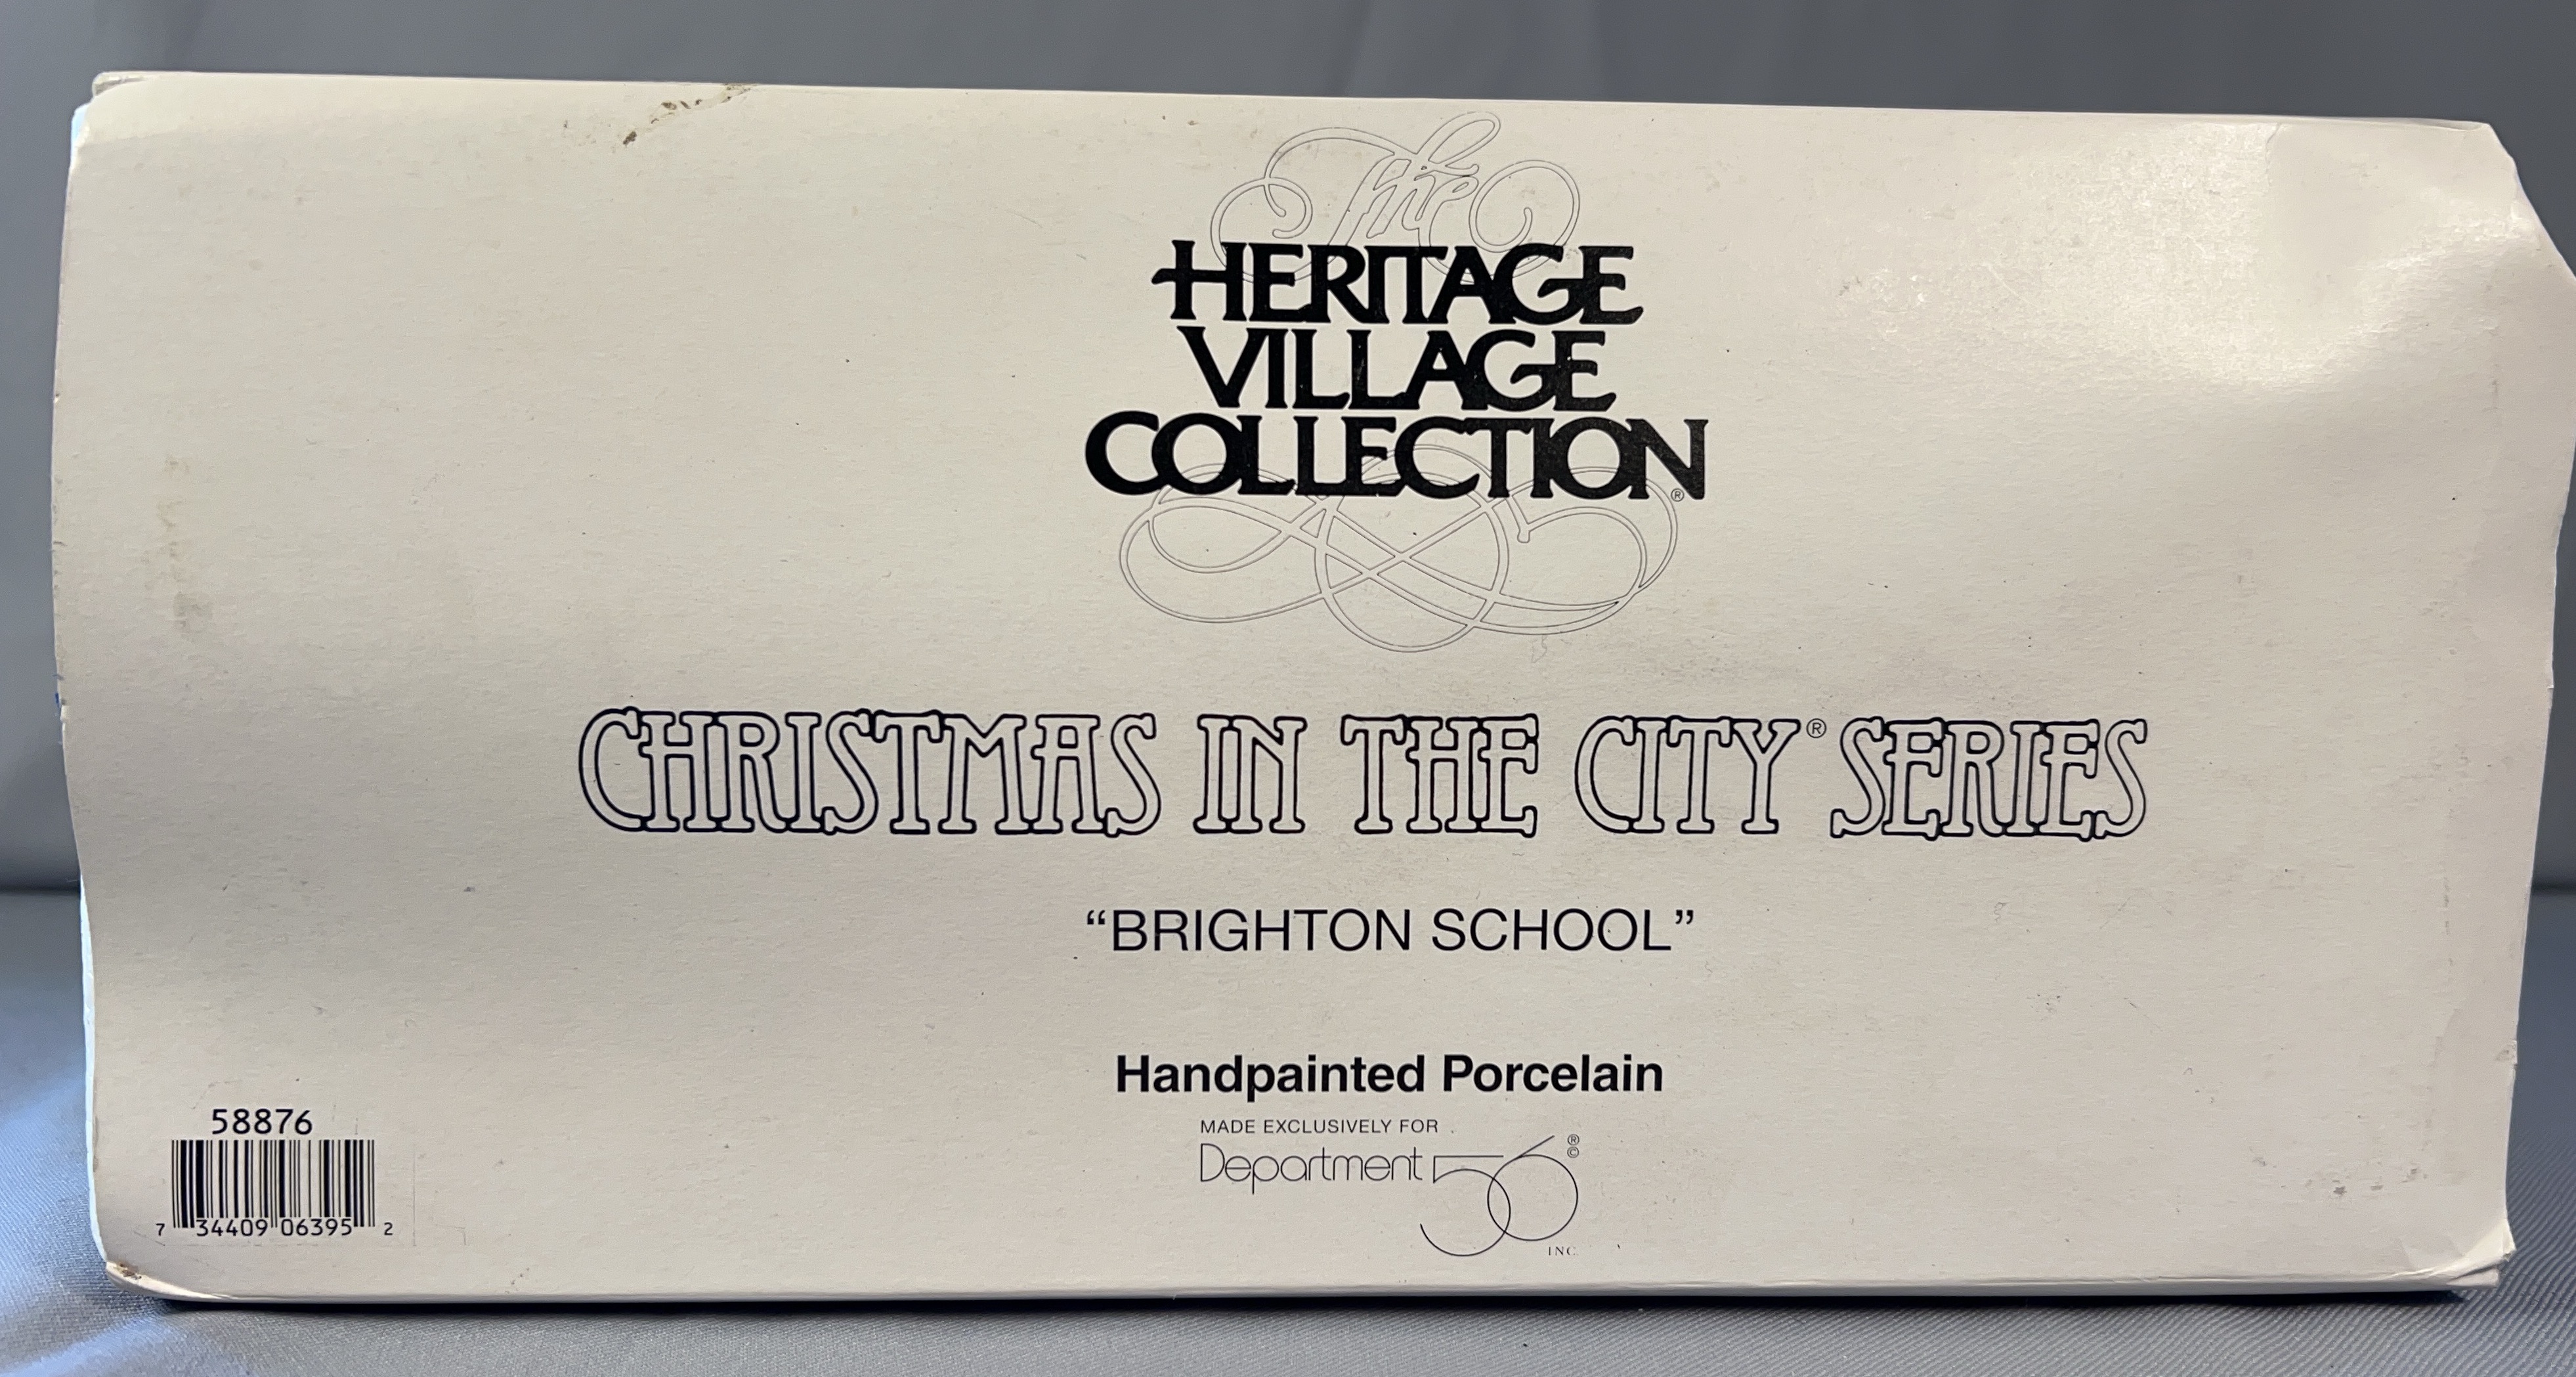 The
HERITAGE
VILLAGE
COLLECTION®
CHRISTMAS IN THE CITY® SERIES
“BRIGHTON SCHOOL”
Handpainted Porcelain
MADE EXCLUSIVELY FOR
Department 56 ®©
INC.
58876
7 34409 06395 2